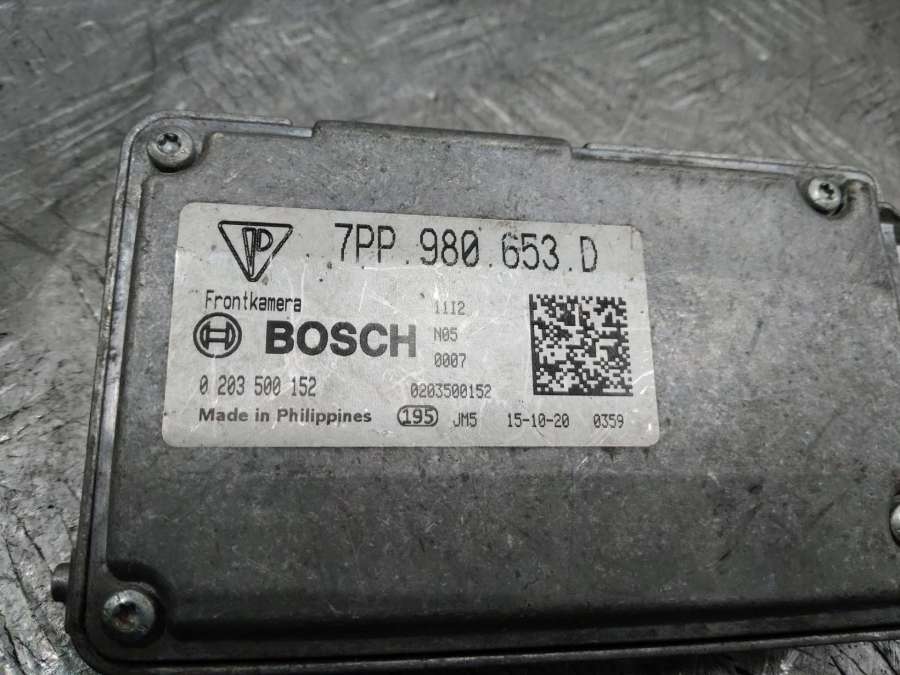 7PP.980.653.D
Frontkamera
11I2
BOSCH
N05
0007
0 203 500 152
0203500152
Made in Philippines 195 JM5 15-10-20 0359